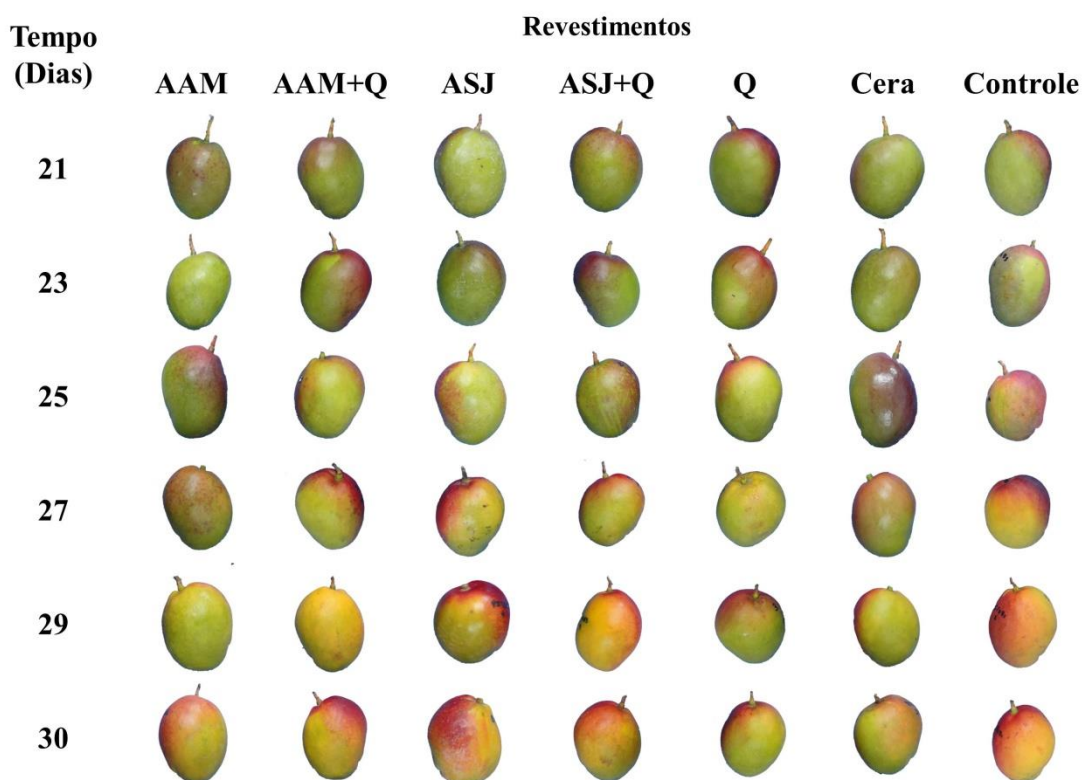 Revestimentos
Tempo
(Dias)
AAM AAM+Q ASJ ASJ+Q Q Cera Controle
21
23
25
27
29
30